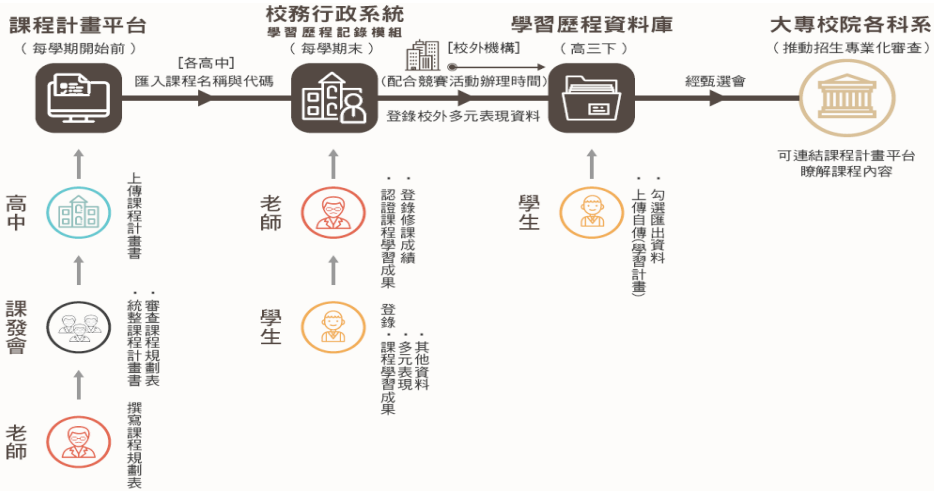 課程計畫平台
（每學期開始前）
[各高中]
匯入課程名稱與代碼
校務行政系統
學習歷程記錄模組
（每學期末）
[校外機構]
(配合競賽活動辦理時間)
登錄校外多元表現資料
學習歷程資料庫
（高三下）
經甄選會
大專校院各科系
（推動招生專業化審查）
可連結課程計畫平台
瞭解課程內容
高中
上傳課程計畫書
課發會
・審查課程規劃表
・統整課程計畫書
老師
撰寫課程規劃表
老師
・登錄修課成績
・認證課程學習成果
學生
登錄
・其他資料
・多元表現
・課程學習成果
學生
・勾選匯出資料
・上傳自傳(學習計畫)